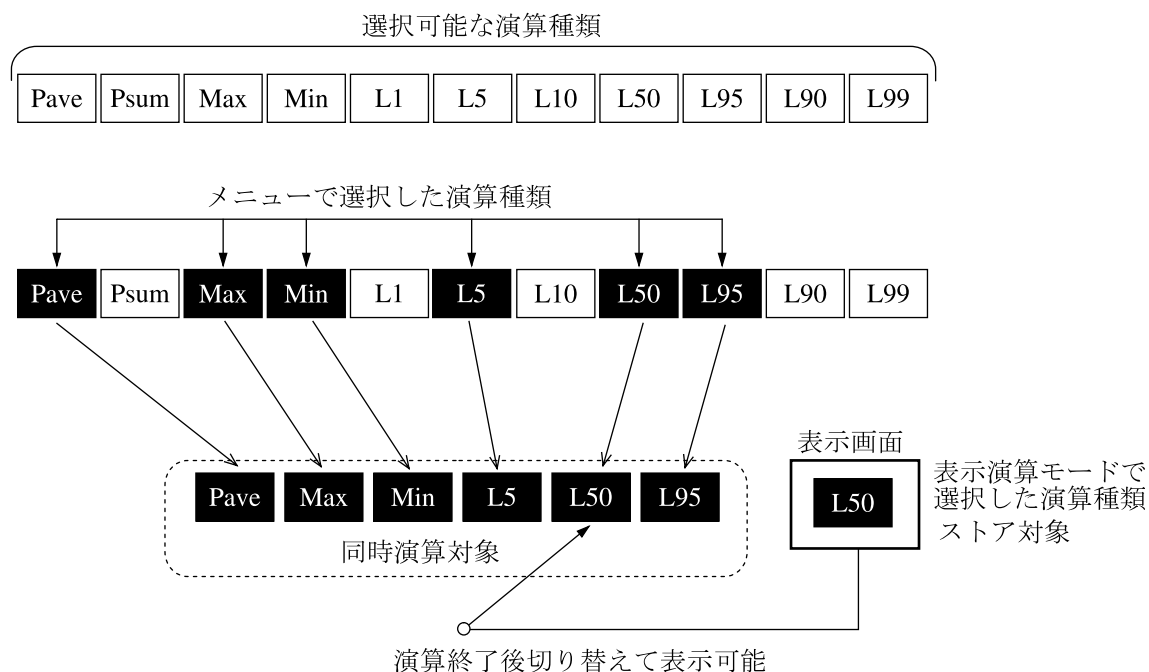 選択可能な演算種類
Pave Psum Max Min L1 L5 L10 L50 L95 L90 L99
メニューで選択した演算種類
Pave Psum Max Min L1 L5 L10 L50 L95 L90 L99
Pave Max Min L5 L50 L95
同時演算対象
表示画面
L50
表示演算モードで
選択した演算種類
ストア対象
演算終了後切り替えて表示可能